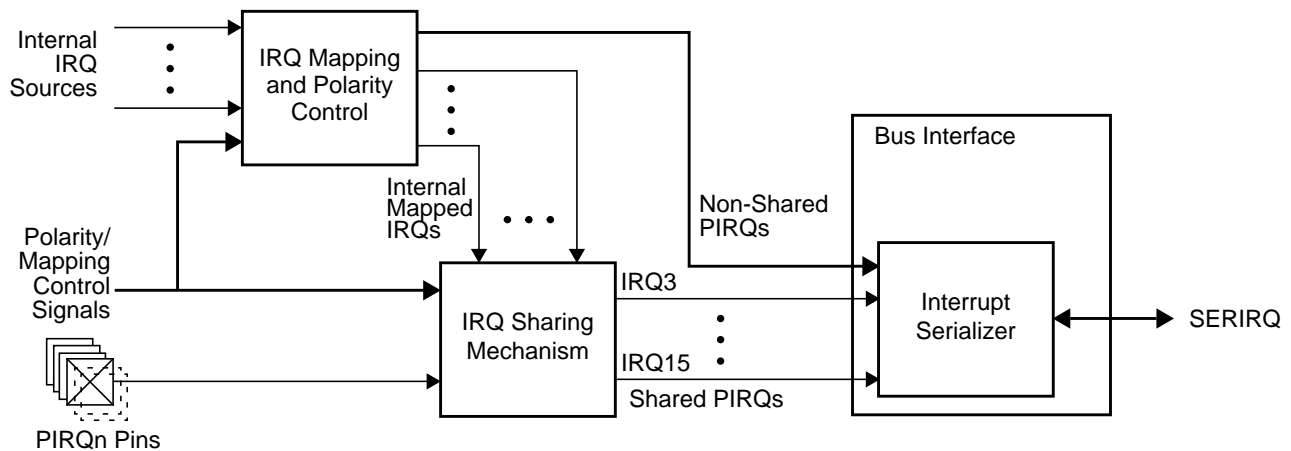 Internal
IRQ
Sources
IRQ Mapping
and Polarity
Control
Bus Interface
Internal
Mapped
IRQs
Non-Shared
PIRQs
Polarity/
Mapping
Control
Signals
IRQ Sharing
Mechanism
IRQ3
IRQ15
Shared PIRQs
Interrupt
Serializer
SERIRQ
PIRQn Pins